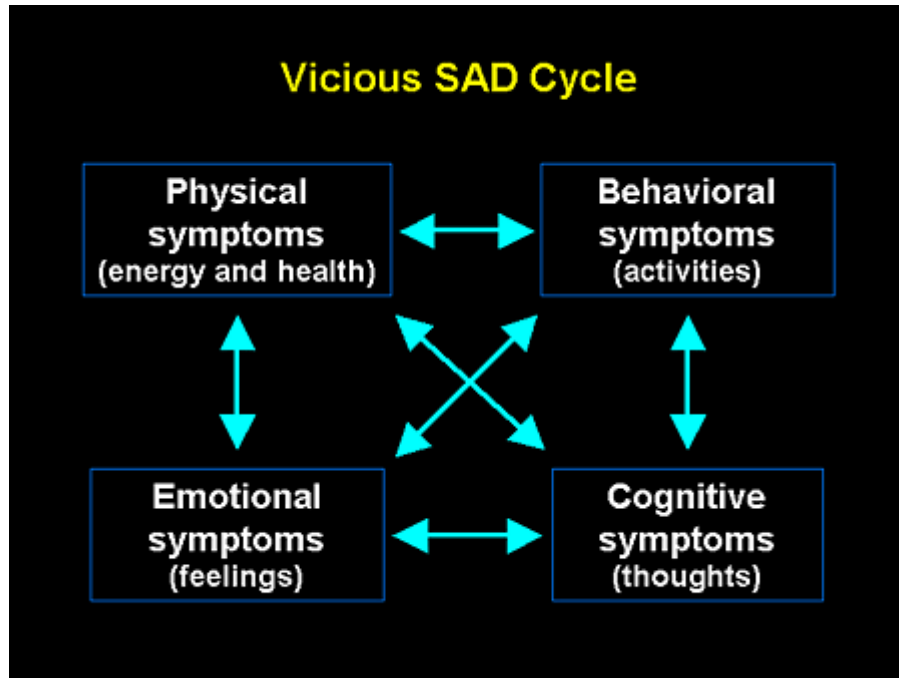 Vicious SAD Cycle
Physical
symptoms
(energy and health)
Behavioral
symptoms
(activities)
Emotional
symptoms
(feelings)
Cognitive
symptoms
(thoughts)